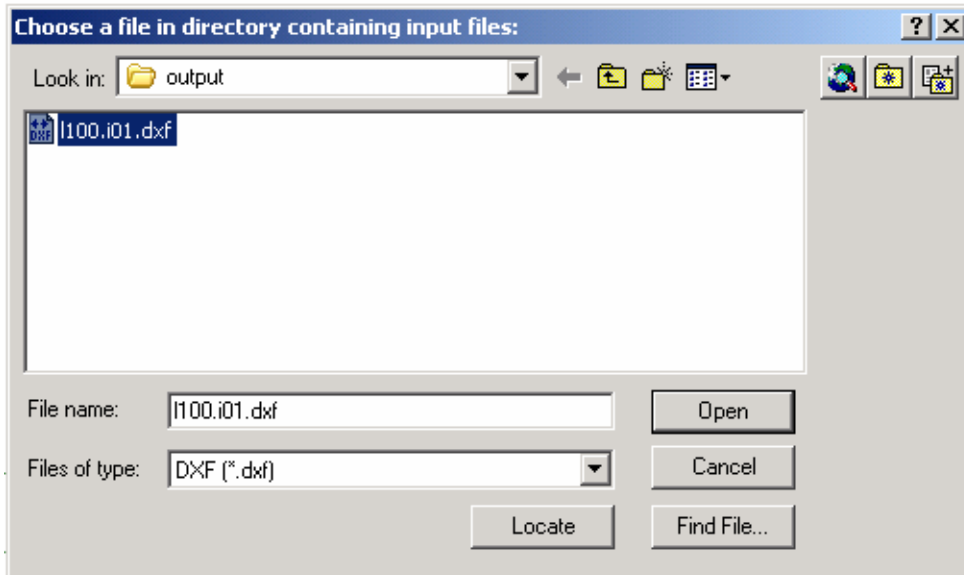 Choose a file in directory containing input files:
Look in: output
l100.i01.dxf
File name: l100.i01.dxf Open
Files of type: DXF (*.dxf) Cancel
Locate Find File...